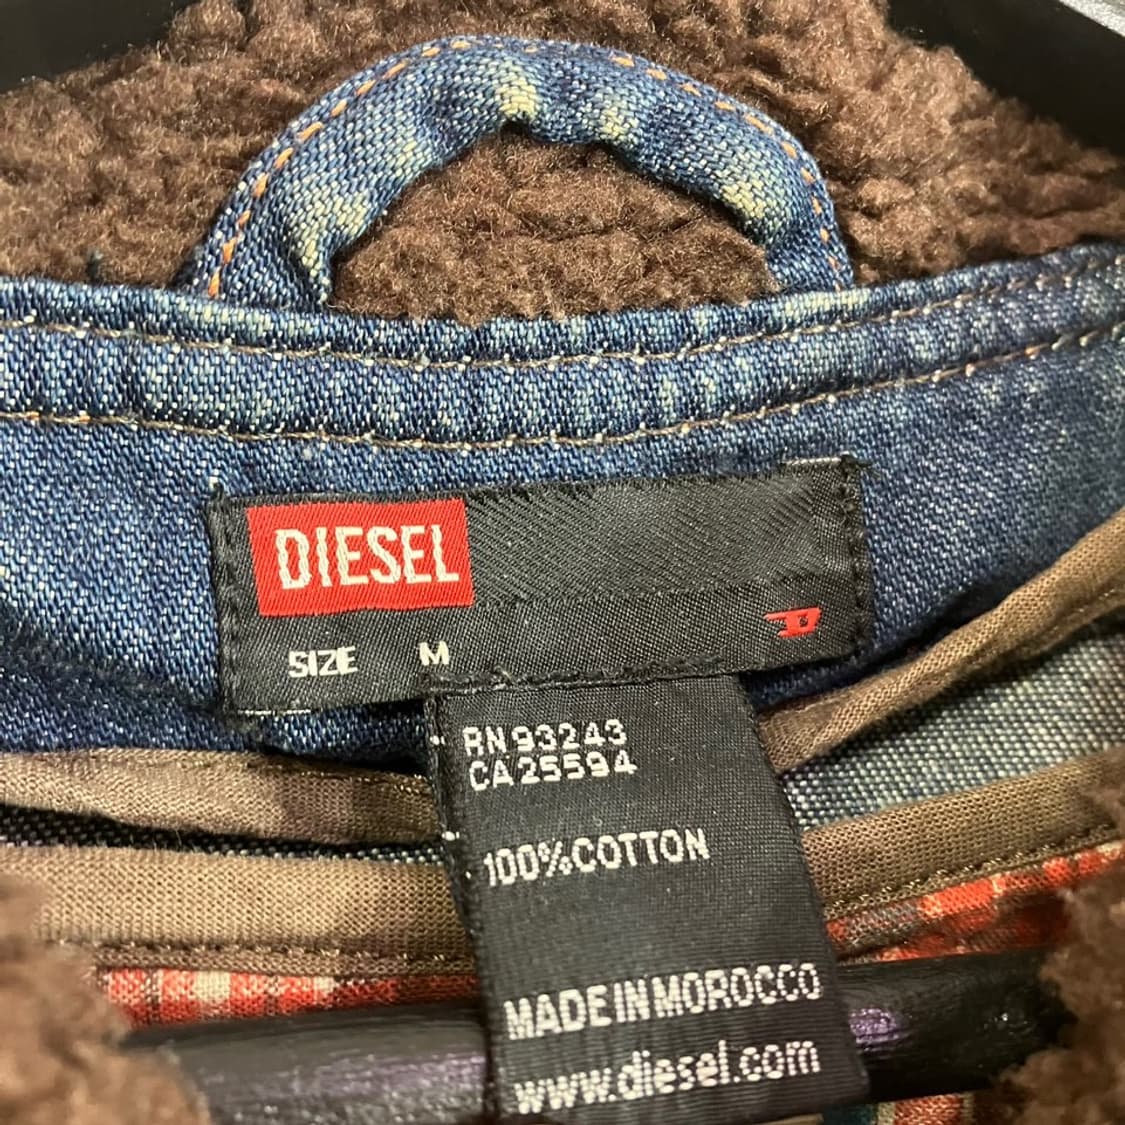 DIESEL
SIZE M
RN 93243
CA 25594
100% COTTON
MADE IN MOROCCO
www.diesel.com